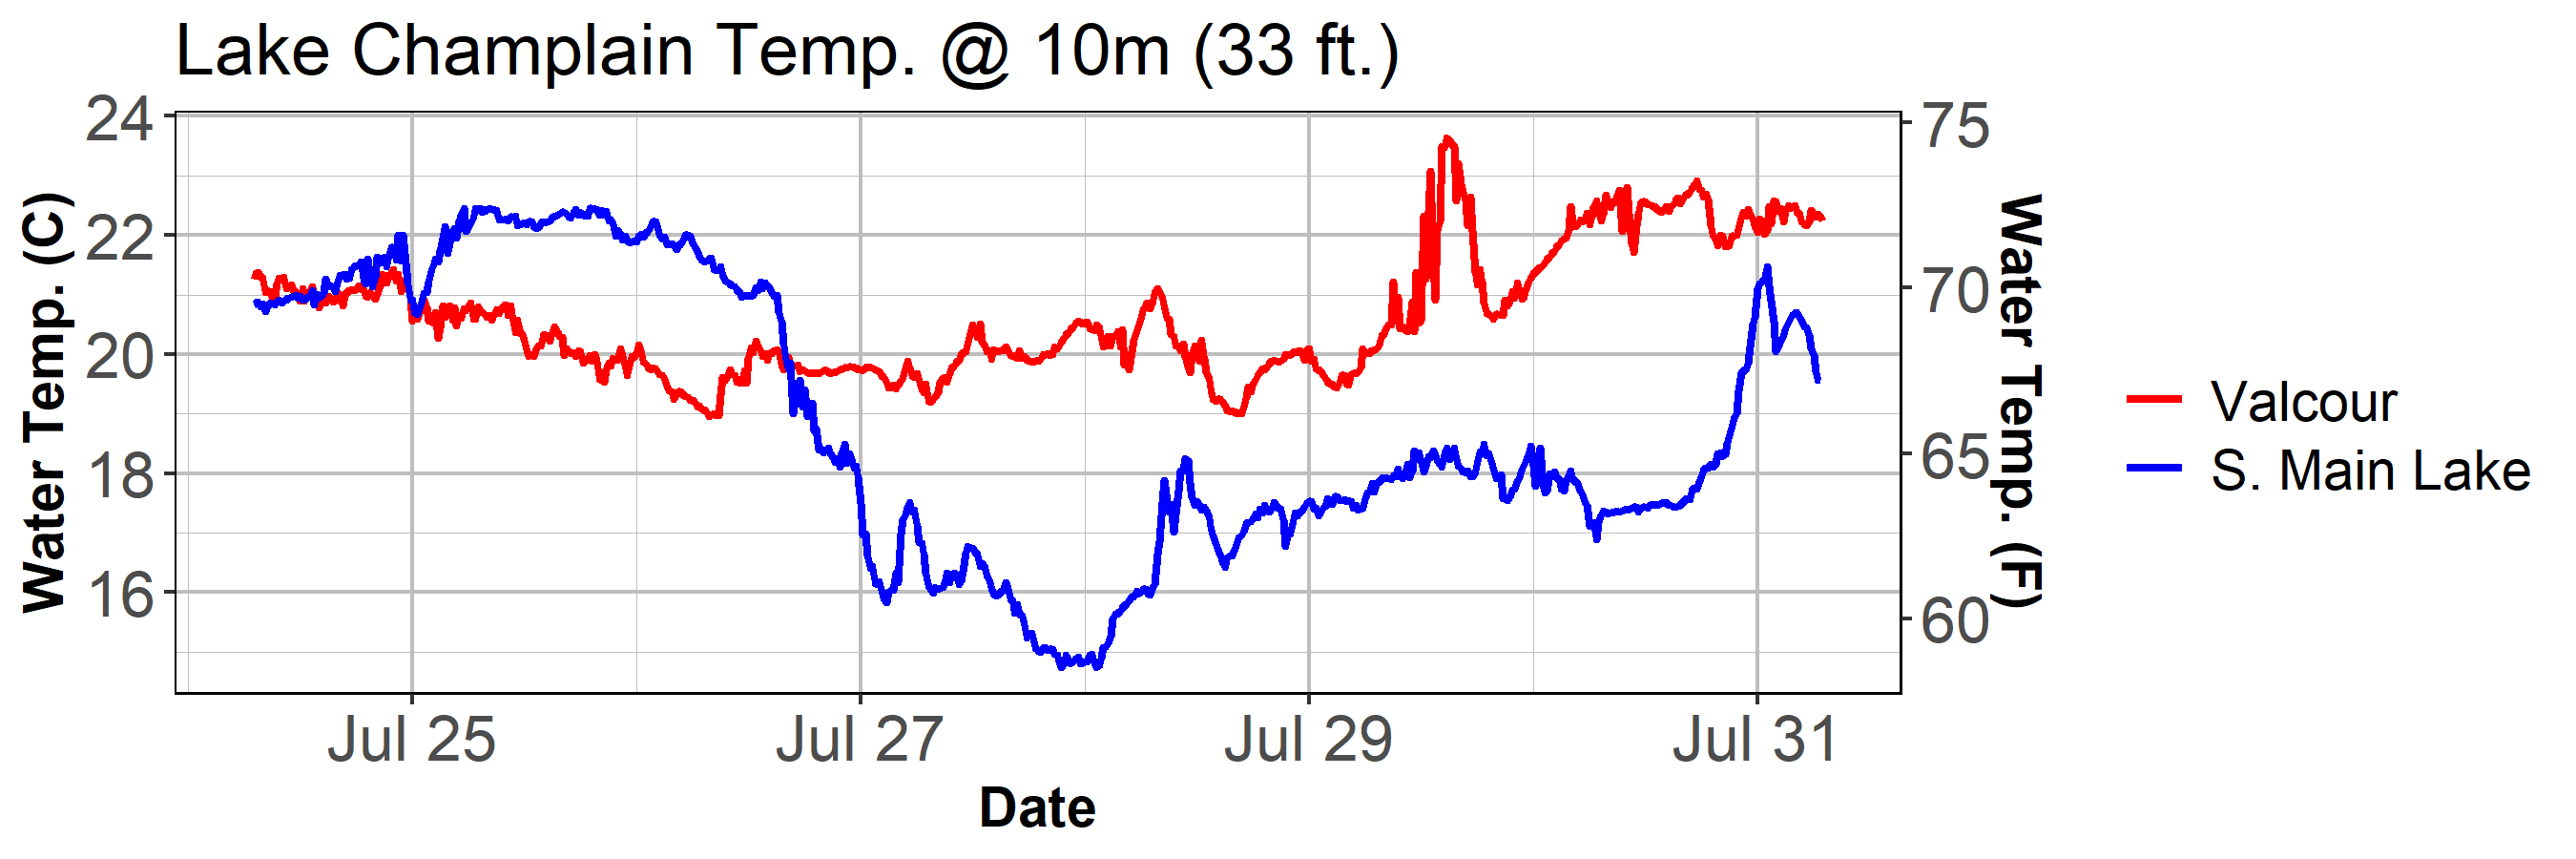 Lake Champlain Temp. @ 10m (33 ft.)
Water Temp. (C)
24
22
20
18
16
75
70
65
60
Water Temp. (F)
Jul 25
Jul 27
Jul 29
Jul 31
Date
Valcour
S. Main Lake